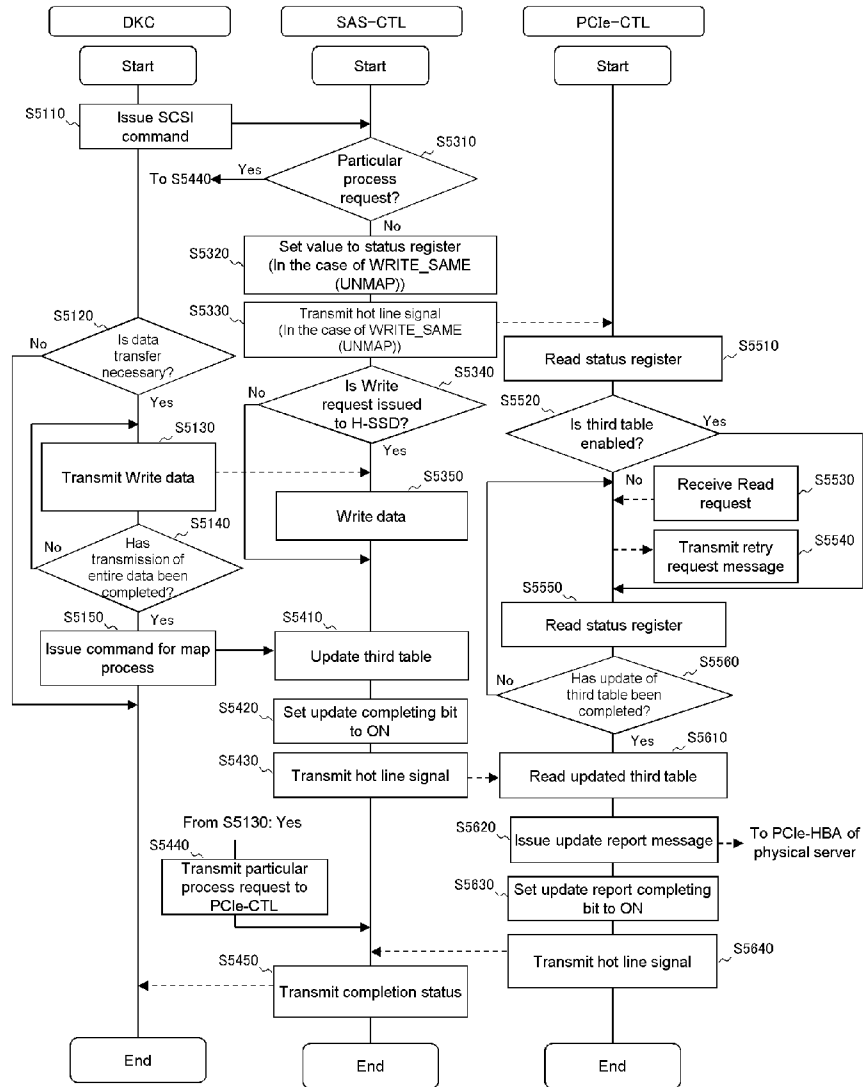 DKC
SAS-CTL
PCIe-CTL
Start
Start
Start
S5110
Issue SCSI
command
S5310
Particular
process
request?
Yes
To S5440
No
S5320
Set value to status register
(In the case of WRITE_SAME
(UNMAP))
S5330
Transmit hot line signal
(In the case of WRITE_SAME
(UNMAP))
S5120
No
Is data
transfer
necessary?
Yes
S5510
Read status register
S5340
No
Is Write
request issued
to H-SSD?
Yes
S5520
Is third table
enabled?
Yes
No
S5130
Transmit Write data
S5350
Write data
S5530
Receive Read
request
S5540
Transmit retry
request message
S5140
No
Has
transmission of
entire data been
completed?
Yes
S5150
Issue command for map
process
S5410
Update third table
S5550
Read status register
S5560
No
Has update of
third table been
completed?
Yes
S5420
Set update completing bit
to ON
S5430
Transmit hot line signal
S5610
Read updated third table
From S5130: Yes
S5440
Transmit particular
process request to
PCIe-CTL
S5620
Issue update report message
To PCIe-HBA of
physical server
S5630
Set update report completing
bit to ON
S5640
Transmit hot line signal
S5450
Transmit completion status
End
End
End